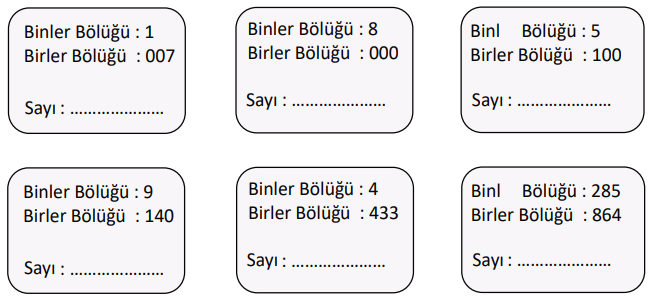 Binler Bölüğü : 1
Birler Bölüğü : 007
Sayı : .....................
Binler Bölüğü : 8
Birler Bölüğü : 000
Sayı : .....................
Binl Bölüğü : 5
Birler Bölüğü : 100
Sayı : .....................
Binler Bölüğü : 9
Birler Bölüğü : 140
Sayı : .....................
Binler Bölüğü : 4
Birler Bölüğü : 433
Sayı : .....................
Binl Bölüğü : 285
Birler Bölüğü : 864
Sayı : .....................